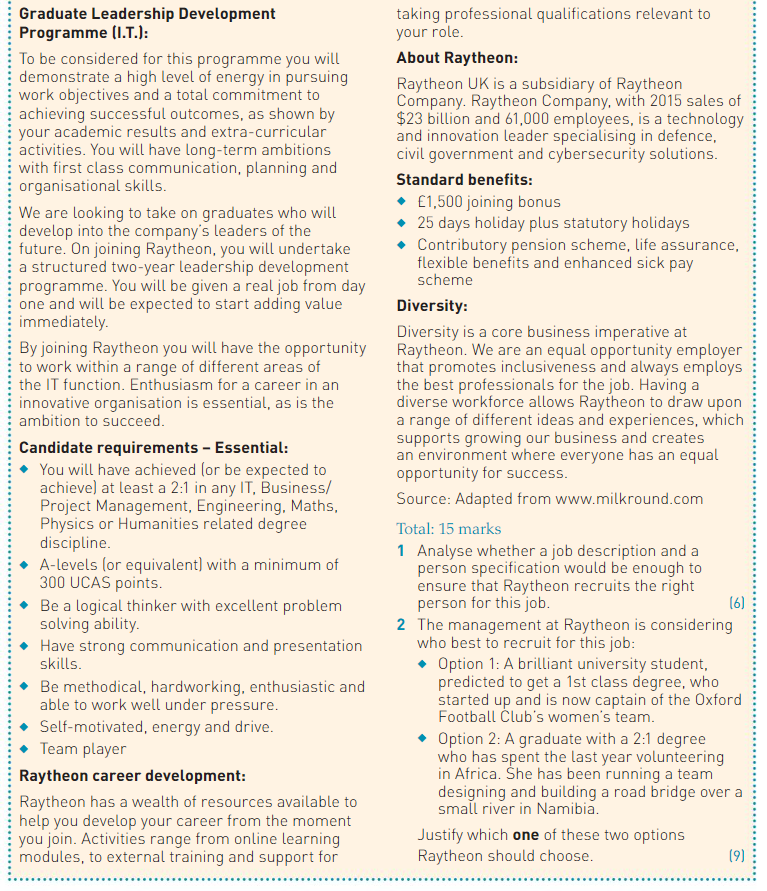 Graduate Leadership Development
Programme (I.T.):
To be considered for this programme you will
demonstrate a high level of energy in pursuing
work objectives and a total commitment to
achieving successful outcomes, as shown by
your academic results and extra-curricular
activities. You will have long-term ambitions
with first class communication, planning and
organisational skills.
We are looking to take on graduates who will
develop into the company's leaders of the
future. On joining Raytheon, you will undertake
a structured two-year leadership development
programme. You will be given a real job from day
one and will be expected to start adding value
immediately.
By joining Raytheon you will have the opportunity
to work within a range of different areas of
the IT function. Enthusiasm for a career in an
innovative organisation is essential, as is the
ambition to succeed.
Candidate requirements – Essential:
◆ You will have achieved (or be expected to
achieve) at least a 2:1 in any IT, Business/
Project Management, Engineering, Maths,
Physics or Humanities related degree
discipline.
◆ A-levels (or equivalent) with a minimum of
300 UCAS points.
◆ Be a logical thinker with excellent problem
solving ability.
◆ Have strong communication and presentation
skills.
◆ Be methodical, hardworking, enthusiastic and
able to work well under pressure.
◆ Self-motivated, energy and drive.
◆ Team player
Raytheon career development:
Raytheon has a wealth of resources available to
help you develop your career from the moment
you join. Activities range from online learning
modules, to external training and support for
taking professional qualifications relevant to
your role.
About Raytheon:
Raytheon UK is a subsidiary of Raytheon
Company. Raytheon Company, with 2015 sales of
$23 billion and 61,000 employees, is a technology
and innovation leader specialising in defence,
civil government and cybersecurity solutions.
Standard benefits:
◆ £1,500 joining bonus
◆ 25 days holiday plus statutory holidays
◆ Contributory pension scheme, life assurance,
flexible benefits and enhanced sick pay
scheme
Diversity:
Diversity is a core business imperative at
Raytheon. We are an equal opportunity employer
that promotes inclusiveness and always employs
the best professionals for the job. Having a
diverse workforce allows Raytheon to draw upon
a range of different ideas and experiences, which
supports growing our business and creates
an environment where everyone has an equal
opportunity for success.
Source: Adapted from www.milkround.com
Total: 15 marks
1 Analyse whether a job description and a
person specification would be enough to
ensure that Raytheon recruits the right
person for this job. (6)
2 The management at Raytheon is considering
who best to recruit for this job:
◆ Option 1: A brilliant university student,
predicted to get a 1st class degree, who
started up and is now captain of the Oxford
Football Club's women's team.
◆ Option 2: A graduate with a 2:1 degree
who has spent the last year volunteering
in Africa. She has been running a team
designing and building a road bridge over a
small river in Namibia.
Justify which one of these two options
Raytheon should choose. (9)